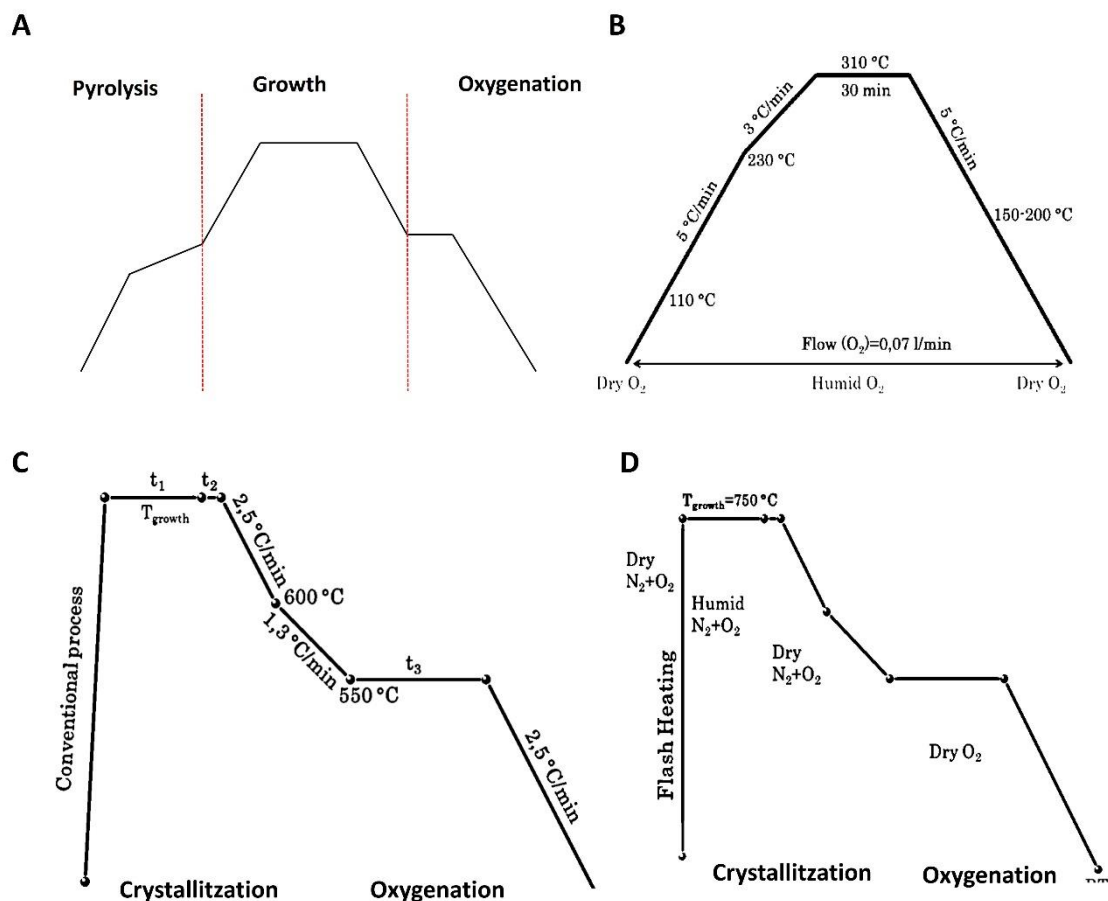 A
Pyrolysis
Growth
Oxygenation
B
310 °C
30 min
3 °C/min
230 °C
5 °C/min
110 °C
5 °C/min
150-200 °C
Flow (O₂)=0,07 l/min
Dry O₂
Humid O₂
Dry O₂
C
t₁
t₂
T_growth
2,5 °C/min
600 °C
1,3 °C/min
550 °C
t₃
2,5 °C/min
Conventional process
Crystallitzation
Oxygenation
D
T_growth=750 °C
Dry
N₂+O₂
Humid
N₂+O₂
Dry
N₂+O₂
Dry O₂
Flash Heating
Crystallization
Oxygenation